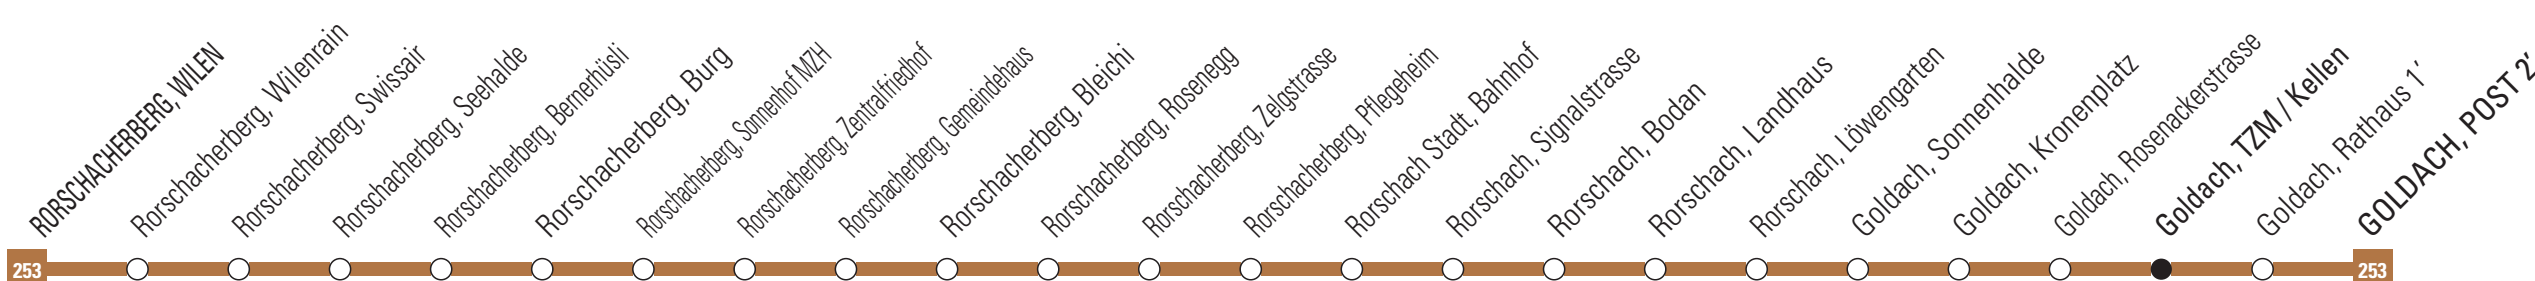 RORSCHACHERBERG, WILEN
Rorschacherberg, Wilenrain
Rorschacherberg, Swissair
Rorschacherberg, Seehalde
Rorschacherberg, Bernerhüsli
Rorschacherberg, Burg
Rorschacherberg, Sonnenhof MZH
Rorschacherberg, Zentralfriedhof
Rorschacherberg, Gemeindehaus
Rorschacherberg, Bleichi
Rorschacherberg, Rosenegg
Rorschacherberg, Zelgstrasse
Rorschacherberg, Pflegeheim
Rorschach Stadt, Bahnhof
Rorschach, Signalstrasse
Rorschach, Bodan
Rorschach, Landhaus
Rorschach, Löwengarten
Goldach, Sonnenhalde
Goldach, Kronenplatz
Goldach, Rosenackerstrasse
Goldach, TZM / Kellen
Goldach, Rathaus 1′
GOLDACH, POST 2′
253
253